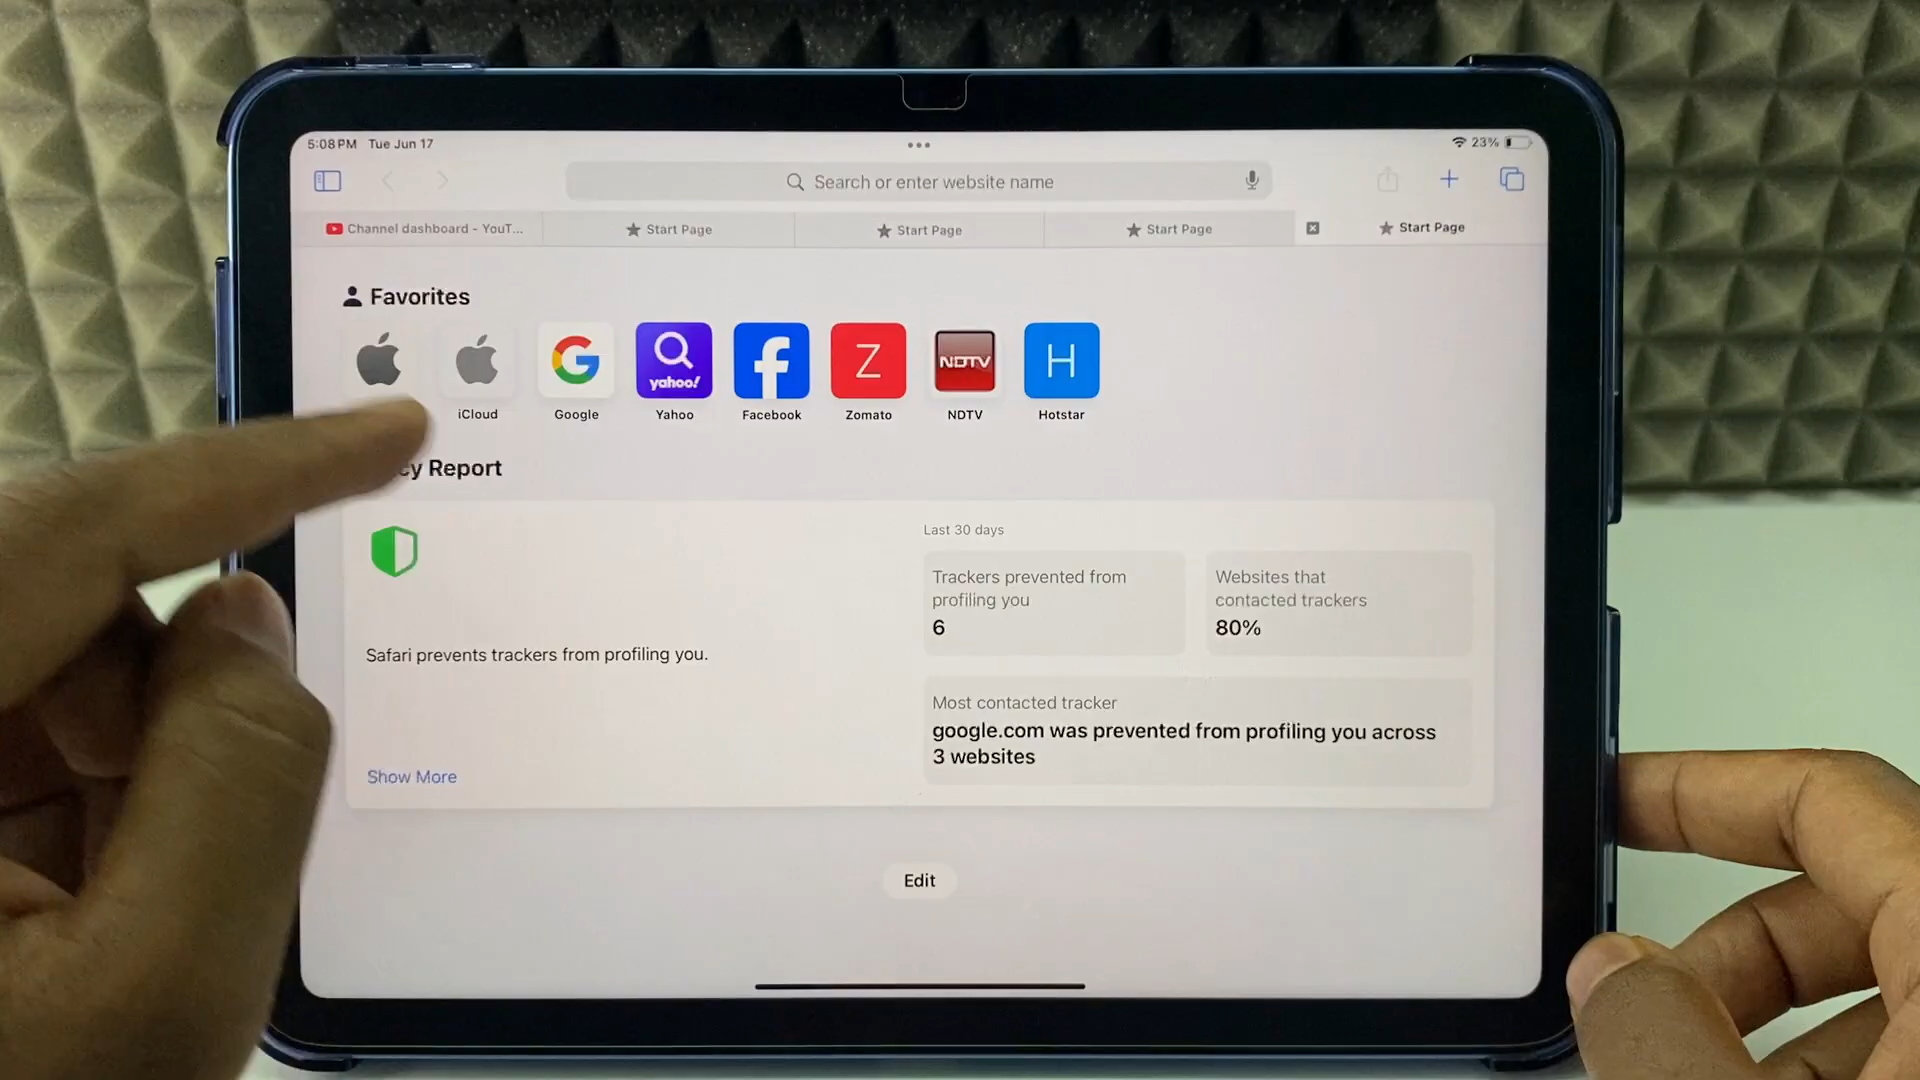 5:08 PM Tue Jun 17
23%
Search or enter website name
Channel dashboard - YouT...
Start Page
Start Page
Start Page
Start Page
Favorites
yahoo!
Z
NDTV
H
iCloud
Google
Yahoo
Facebook
Zomato
NDTV
Hotstar
cy Report
Last 30 days
Trackers prevented from
profiling you
6
Websites that
contacted trackers
80%
Safari prevents trackers from profiling you.
Most contacted tracker
google.com was prevented from profiling you across
3 websites
Show More
Edit